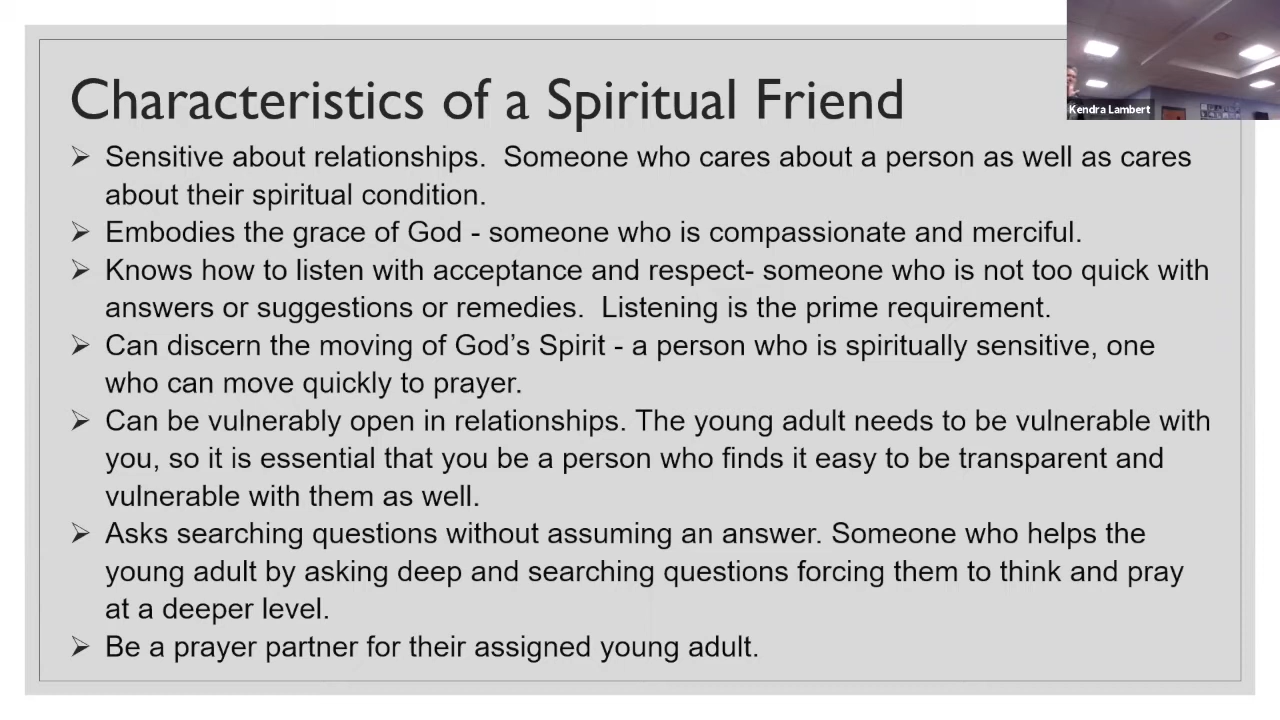 Characteristics of a Spiritual Friend
Kendra Lambert
➢ Sensitive about relationships.  Someone who cares about a person as well as cares
about their spiritual condition.
➢ Embodies the grace of God - someone who is compassionate and merciful.
➢ Knows how to listen with acceptance and respect- someone who is not too quick with
answers or suggestions or remedies.  Listening is the prime requirement.
➢ Can discern the moving of God’s Spirit - a person who is spiritually sensitive, one
who can move quickly to prayer.
➢ Can be vulnerably open in relationships. The young adult needs to be vulnerable with
you, so it is essential that you be a person who finds it easy to be transparent and
vulnerable with them as well.
➢ Asks searching questions without assuming an answer. Someone who helps the
young adult by asking deep and searching questions forcing them to think and pray
at a deeper level.
➢ Be a prayer partner for their assigned young adult.